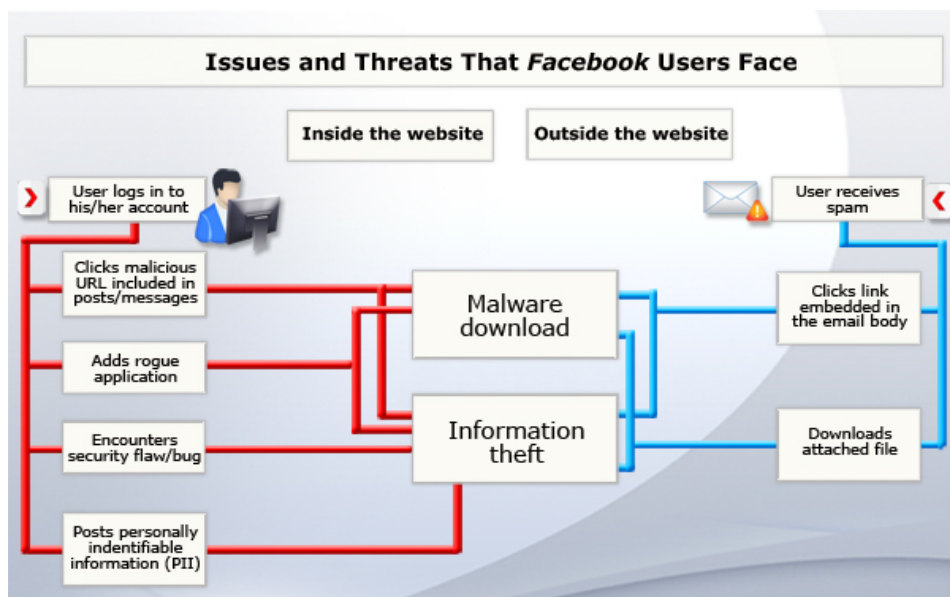 Issues and Threats That Facebook Users Face
Inside the website
Outside the website
User logs in to
his/her account
Clicks malicious
URL included in
posts/messages
Adds rogue
application
Encounters
security flaw/bug
Posts personally
indentifiable
information (PII)
Malware
download
Information
theft
User receives
spam
Clicks link
embedded in
the email body
Downloads
attached file